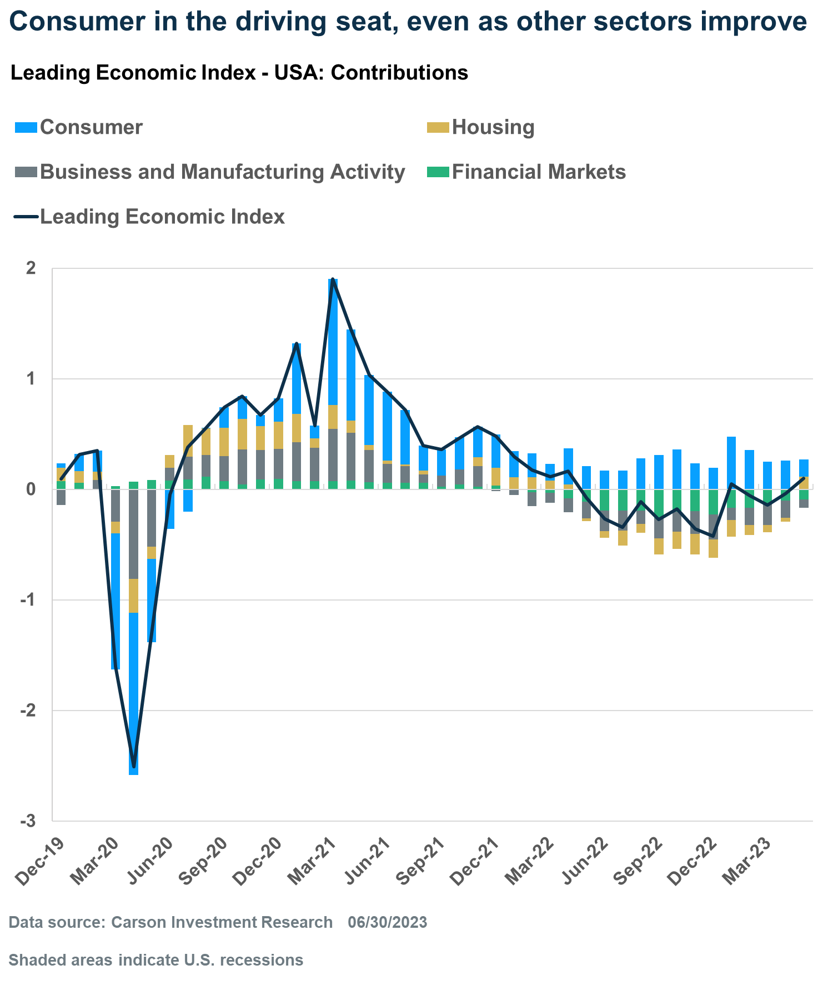 Consumer in the driving seat, even as other sectors improve
Leading Economic Index - USA: Contributions
Consumer
Housing
Business and Manufacturing Activity
Financial Markets
Leading Economic Index
2
1
0
-1
-2
-3
Dec-19
Mar-20
Jun-20
Sep-20
Dec-20
Mar-21
Jun-21
Sep-21
Dec-21
Mar-22
Jun-22
Sep-22
Dec-22
Mar-23
Data source: Carson Investment Research 06/30/2023
Shaded areas indicate U.S. recessions